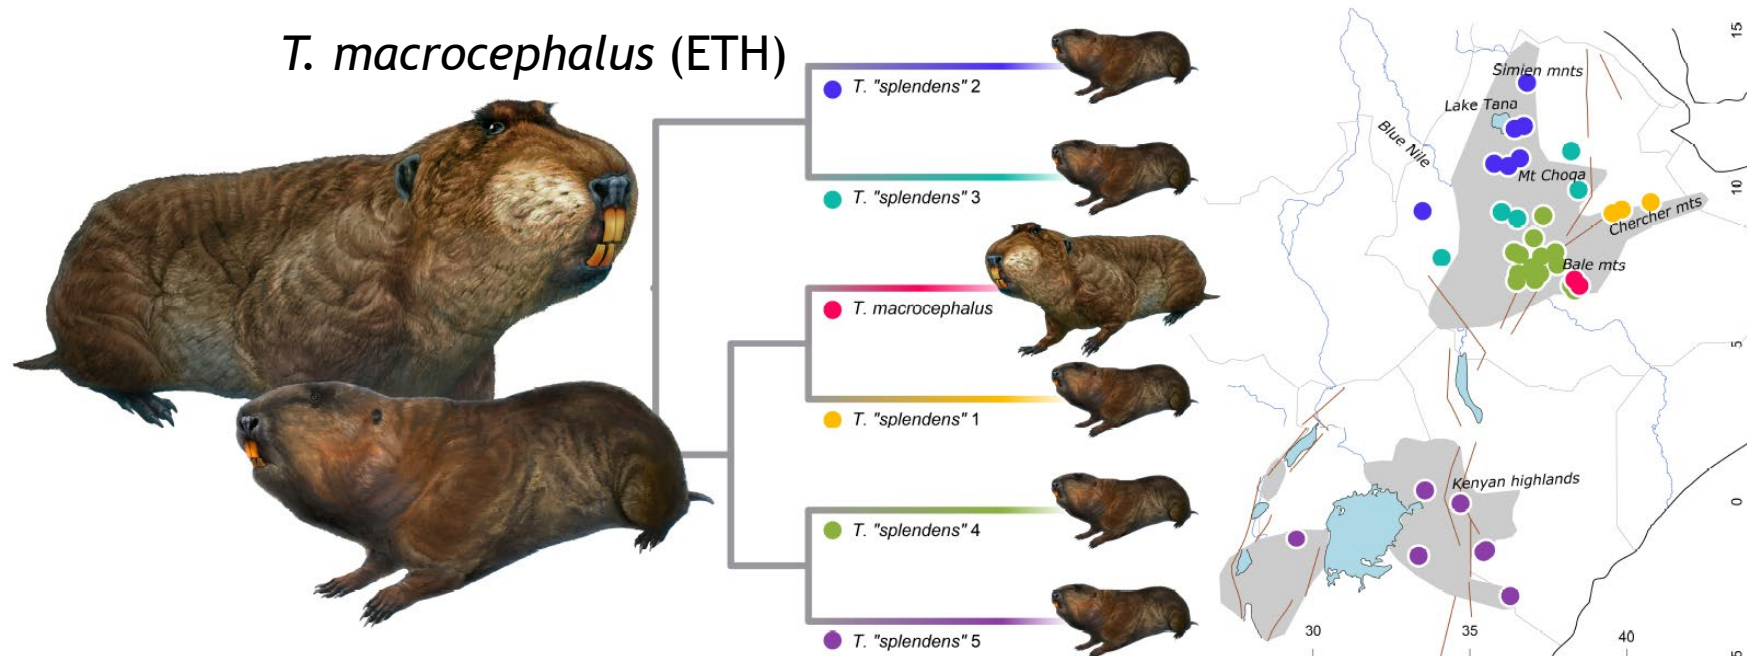 T. macrocephalus (ETH)
T. "splendens" 2
T. "splendens" 3
T. macrocephalus
T. "splendens" 1
T. "splendens" 4
T. "splendens" 5
Simien mnts
Lake Tana
Blue Nile
Mt Choqa
Chercher mts
Bale mts
Kenyan highlands
15
10
5
0
5
30
35
40